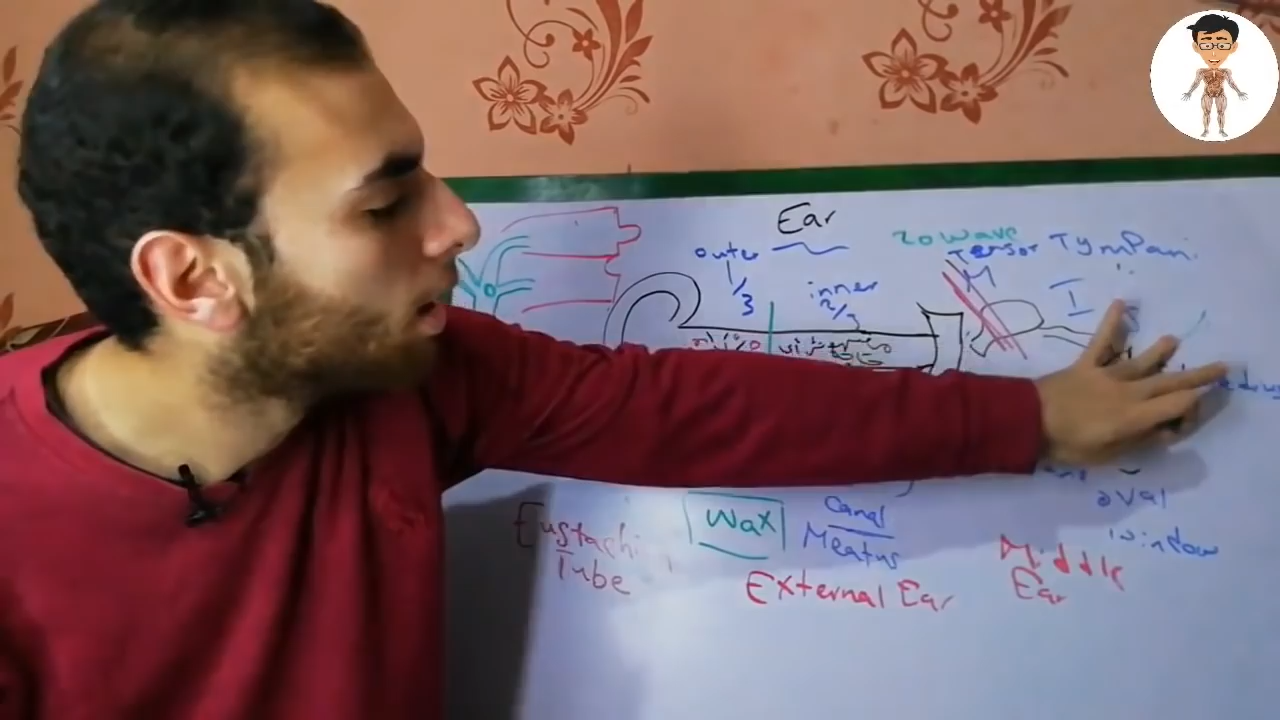 Ear
outer
1/3
inner
2/3
20 wave
Tensor Tympani
M
I
S
oval
window
Wax
Canal
Meatus
Eustachi
Tube
External Ear
Middle
Ear